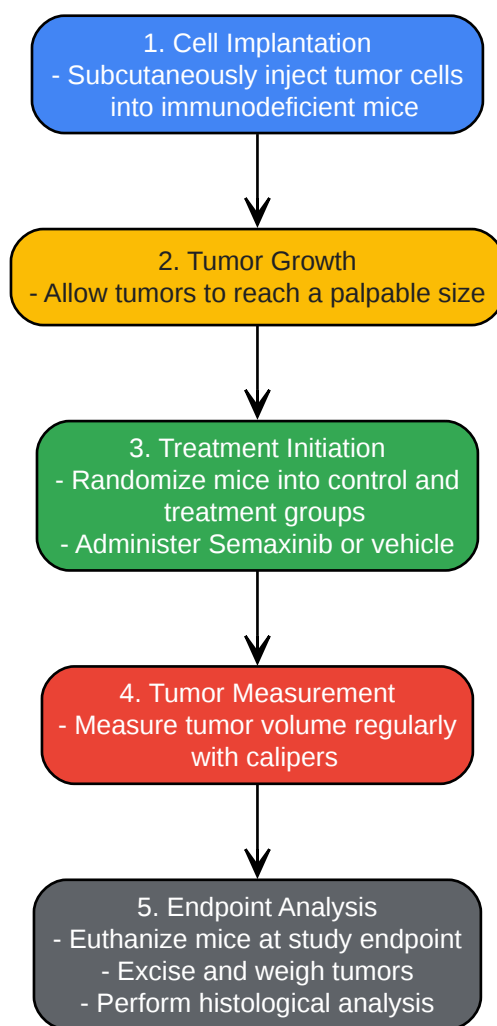 1. Cell Implantation
- Subcutaneously inject tumor cells
into immunodeficient mice
2. Tumor Growth
- Allow tumors to reach a palpable size
3. Treatment Initiation
- Randomize mice into control and
treatment groups
- Administer Semaxinib or vehicle
4. Tumor Measurement
- Measure tumor volume regularly
with calipers
5. Endpoint Analysis
- Euthanize mice at study endpoint
- Excise and weigh tumors
- Perform histological analysis